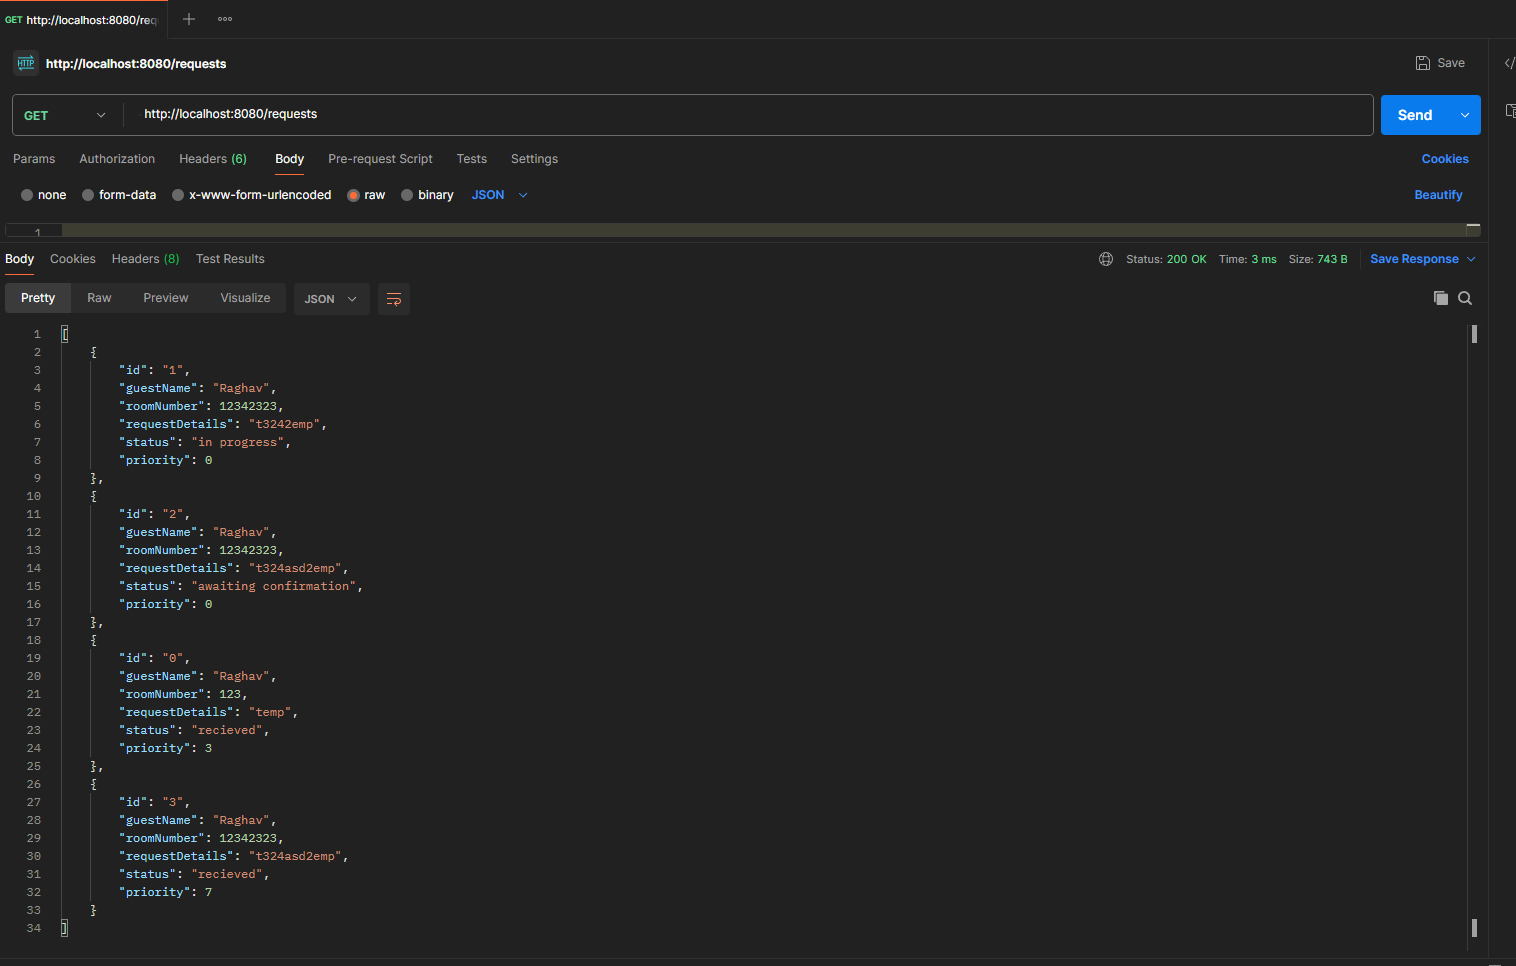 GET http://localhost:8080/req
http://localhost:8080/requests
Save
GET http://localhost:8080/requests
Send
Params Authorization Headers (6) Body Pre-request Script Tests Settings
Cookies
none form-data x-www-form-urlencoded raw binary JSON
Beautify
1
Body Cookies Headers (8) Test Results
Status: 200 OK Time: 3 ms Size: 743 B Save Response
Pretty Raw Preview Visualize JSON
1 [
2 {
3 "id": "1",
4 "guestName": "Raghav",
5 "roomNumber": 12342323,
6 "requestDetails": "t3242emp",
7 "status": "in progress",
8 "priority": 0
9 },
10 {
11 "id": "2",
12 "guestName": "Raghav",
13 "roomNumber": 12342323,
14 "requestDetails": "t324asd2emp",
15 "status": "awaiting confirmation",
16 "priority": 0
17 },
18 {
19 "id": "0",
20 "guestName": "Raghav",
21 "roomNumber": 123,
22 "requestDetails": "temp",
23 "status": "recieved",
24 "priority": 3
25 },
26 {
27 "id": "3",
28 "guestName": "Raghav",
29 "roomNumber": 12342323,
30 "requestDetails": "t324asd2emp",
31 "status": "recieved",
32 "priority": 7
33 }
34 ]